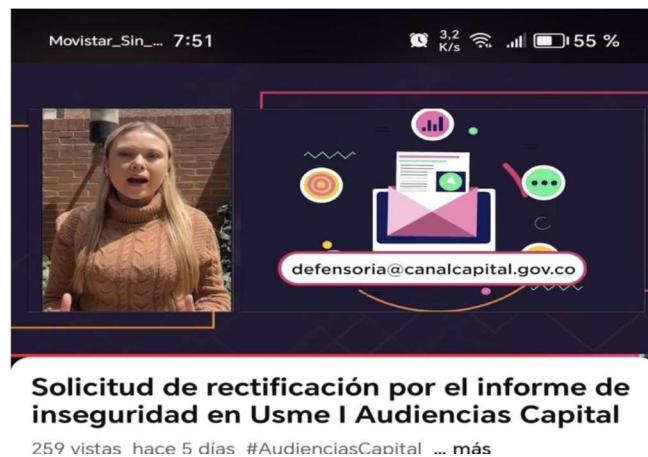 Movistar_Sin_... 7:51 3,2 K/s 55 %
defensoria@canalcapital.gov.co
Solicitud de rectificación por el informe de
inseguridad en Usme I Audiencias Capital
259 vistas hace 5 días #AudienciasCapital ... más